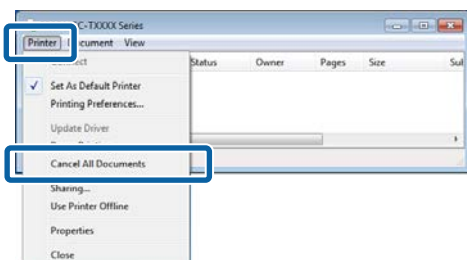 C-TXXXX Series
Printer Document View
Status Owner Pages Size
Set As Default Printer
Printing Preferences...
Update Driver
Cancel All Documents
Sharing...
Use Printer Offline
Properties
Close